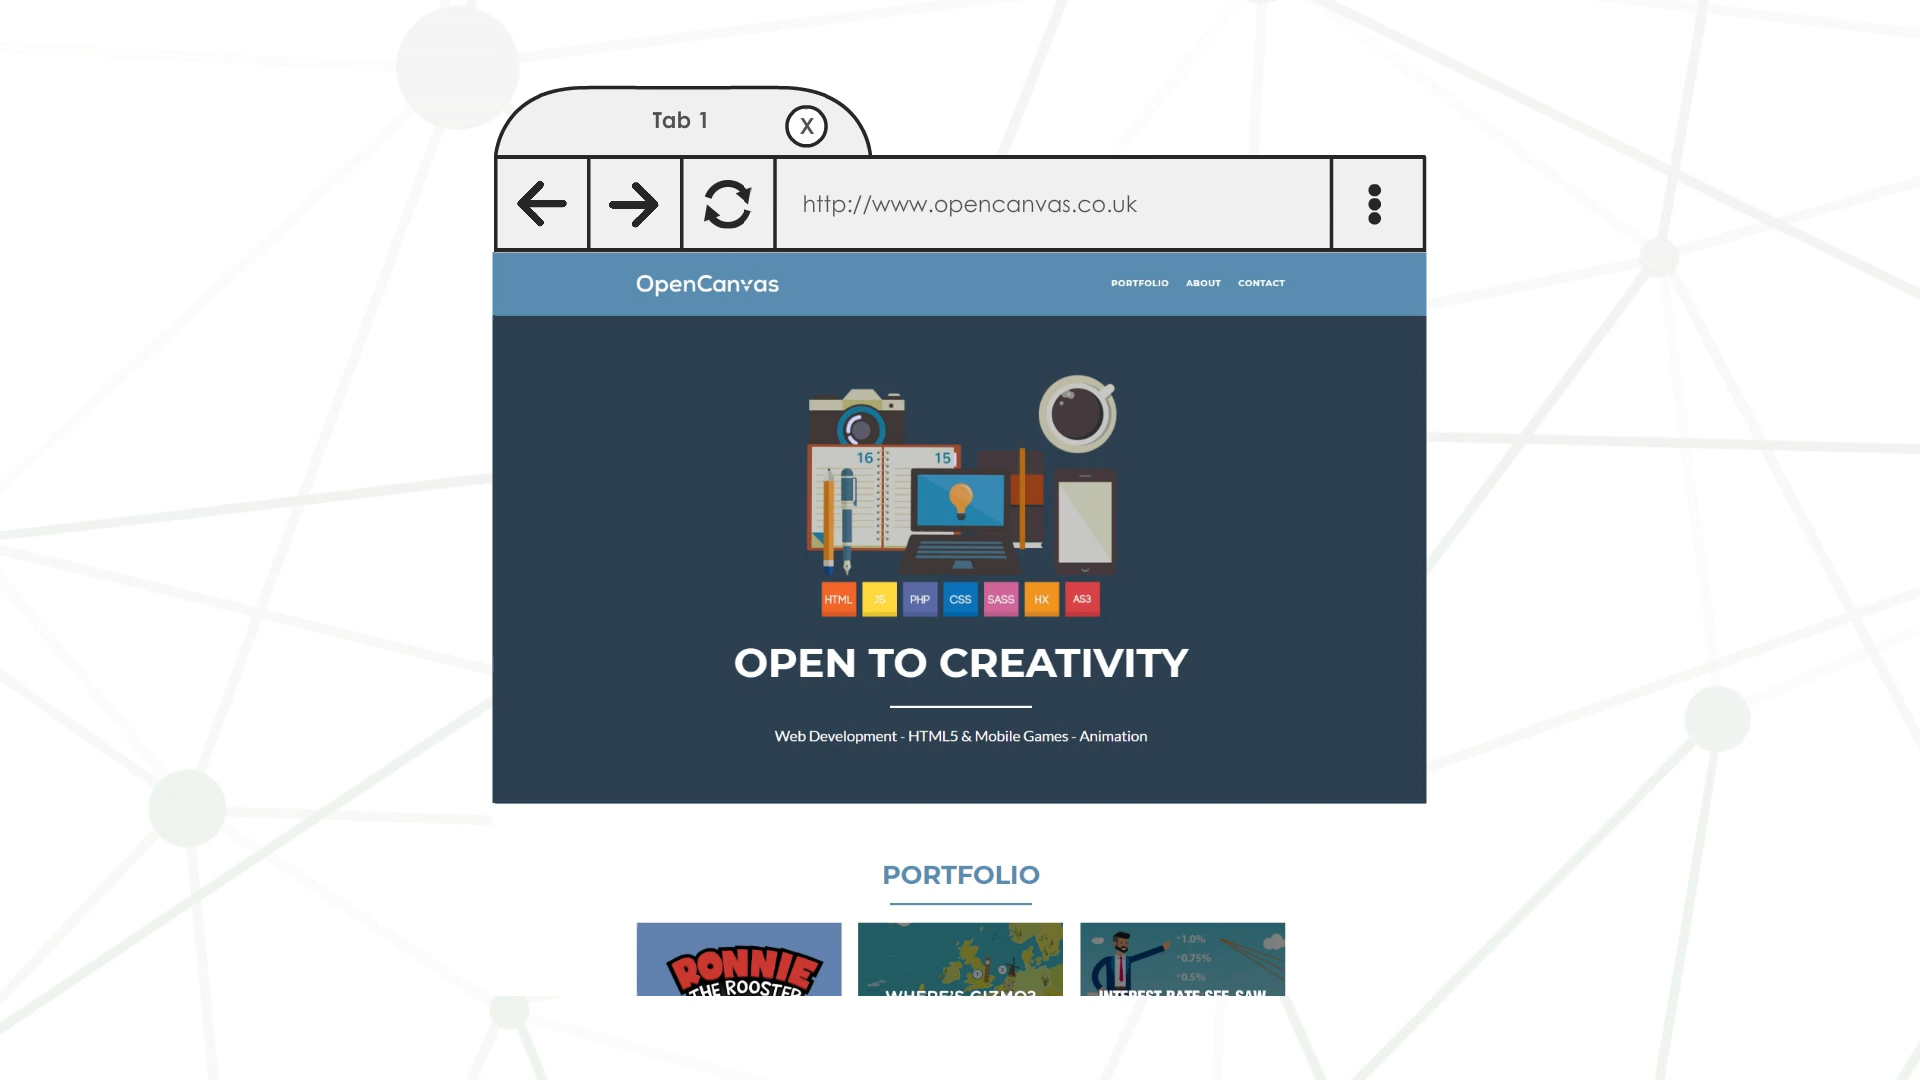 Tab 1
X
http://www.opencanvas.co.uk
OpenCanvas
PORTFOLIO ABOUT CONTACT
16 15
HTML JS PHP CSS SASS HX AS3
OPEN TO CREATIVITY
Web Development - HTML5 & Mobile Games - Animation
PORTFOLIO
RONNIE
THE ROOSTER
WHERE'S GIZMO?
1.0%
0.75%
0.5%
INTEREST RATE SEE-SAW